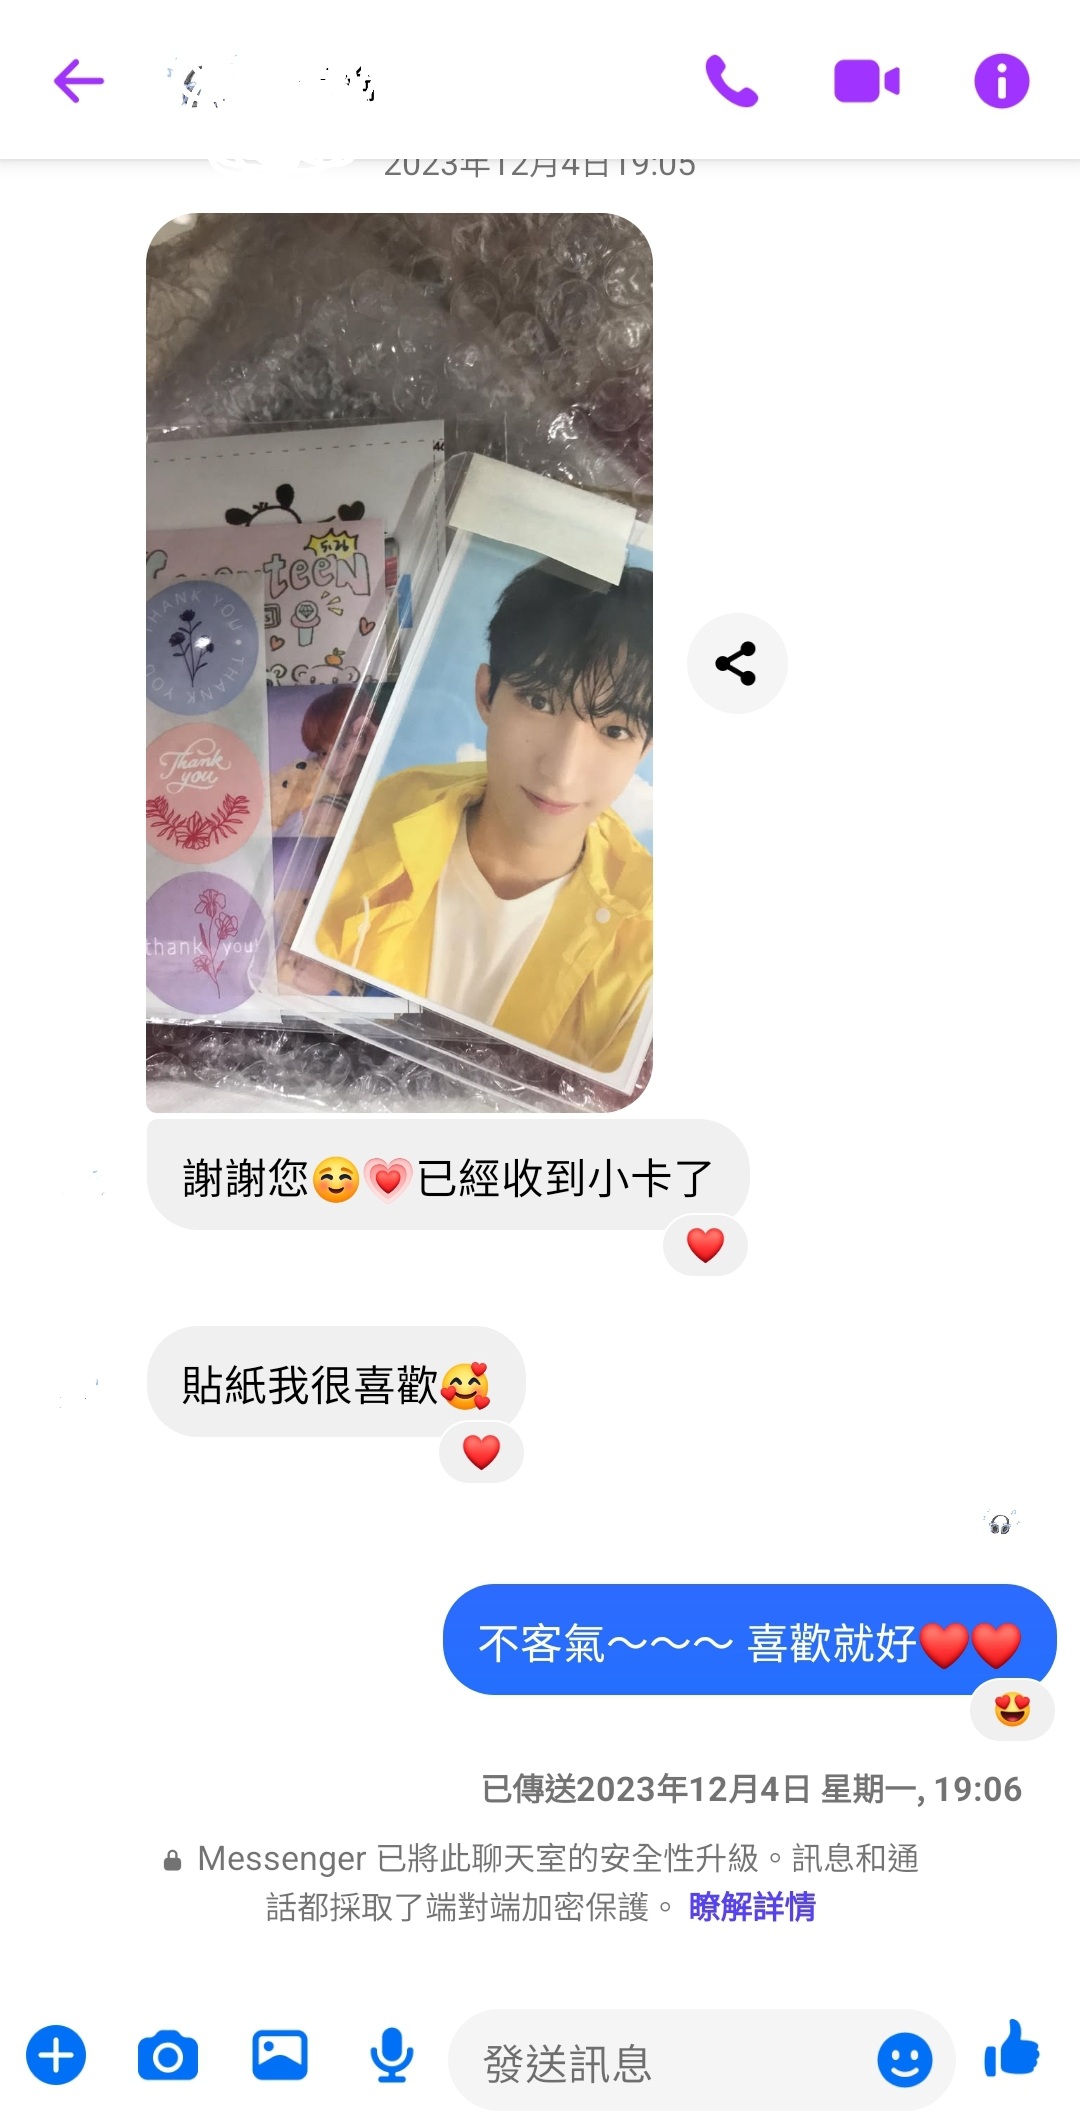 2023年12月4日19:05
5.26
teen
THANK YOU • THANK YOU
Thank
you
thank you!
謝謝您☺️💗已經收到小卡了
❤️
貼紙我很喜歡🥰
❤️
不客氣～～～ 喜歡就好❤️❤️
😍
已傳送2023年12月4日 星期一, 19:06
Messenger 已將此聊天室的安全性升級。訊息和通
話都採取了端對端加密保護。 瞭解詳情
發送訊息